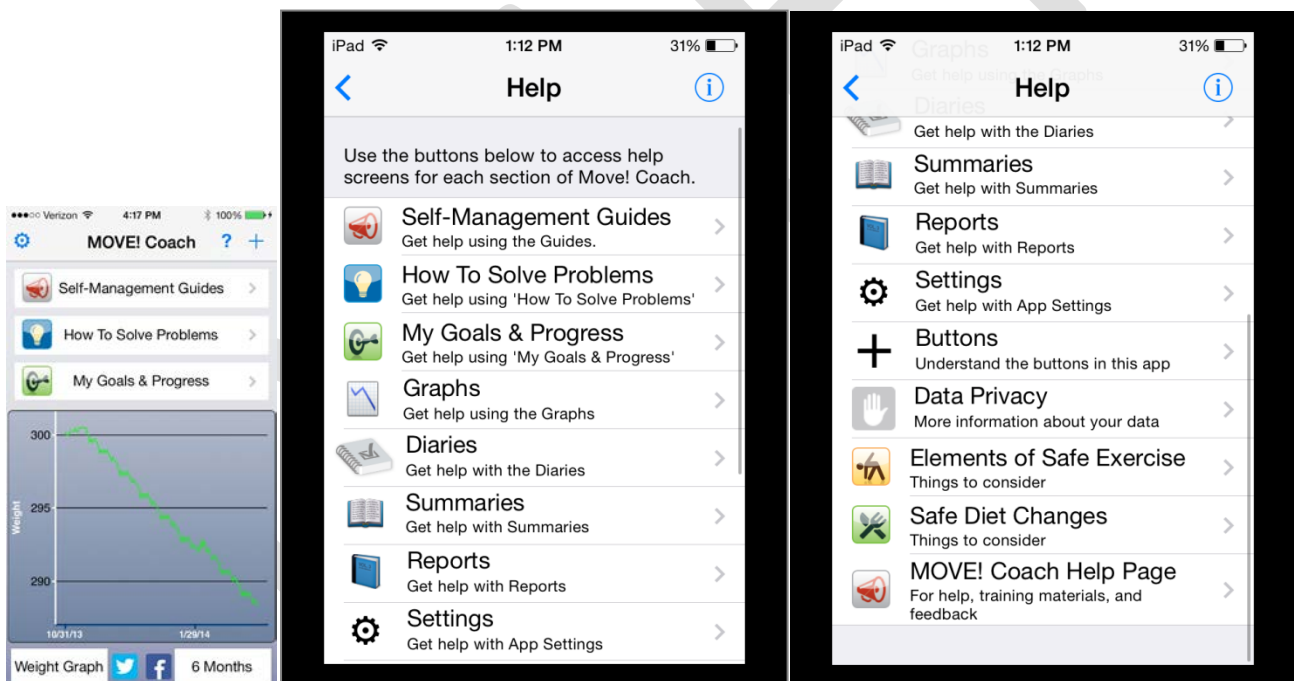 Verizon 4:17 PM 100%
MOVE! Coach ? +
Self-Management Guides
How To Solve Problems
My Goals & Progress
300
295
Weight
290
10/31/13 1/29/14
Weight Graph 6 Months
iPad 1:12 PM 31%
Help
Use the buttons below to access help
screens for each section of Move! Coach.
Self-Management Guides
Get help using the Guides.
How To Solve Problems
Get help using 'How To Solve Problems'
My Goals & Progress
Get help using 'My Goals & Progress'
Graphs
Get help using the Graphs
Diaries
Get help with the Diaries
Summaries
Get help with Summaries
Reports
Get help with Reports
Settings
Get help with App Settings
iPad 1:12 PM 31%
Graphs
Get help using the Graphs
Help
Diaries
Get help with the Diaries
Summaries
Get help with Summaries
Reports
Get help with Reports
Settings
Get help with App Settings
Buttons
Understand the buttons in this app
Data Privacy
More information about your data
Elements of Safe Exercise
Things to consider
Safe Diet Changes
Things to consider
MOVE! Coach Help Page
For help, training materials, and
feedback